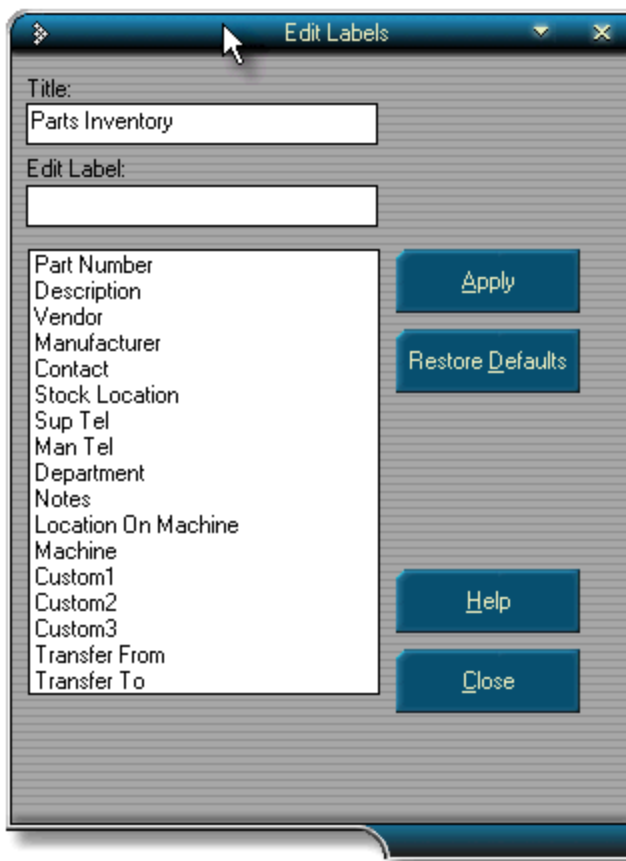 Edit Labels
Title:
Parts Inventory
Edit Label:
Part Number
Description
Vendor
Manufacturer
Contact
Stock Location
Sup Tel
Man Tel
Department
Notes
Location On Machine
Machine
Custom1
Custom2
Custom3
Transfer From
Transfer To
Apply
Restore Defaults
Help
Close